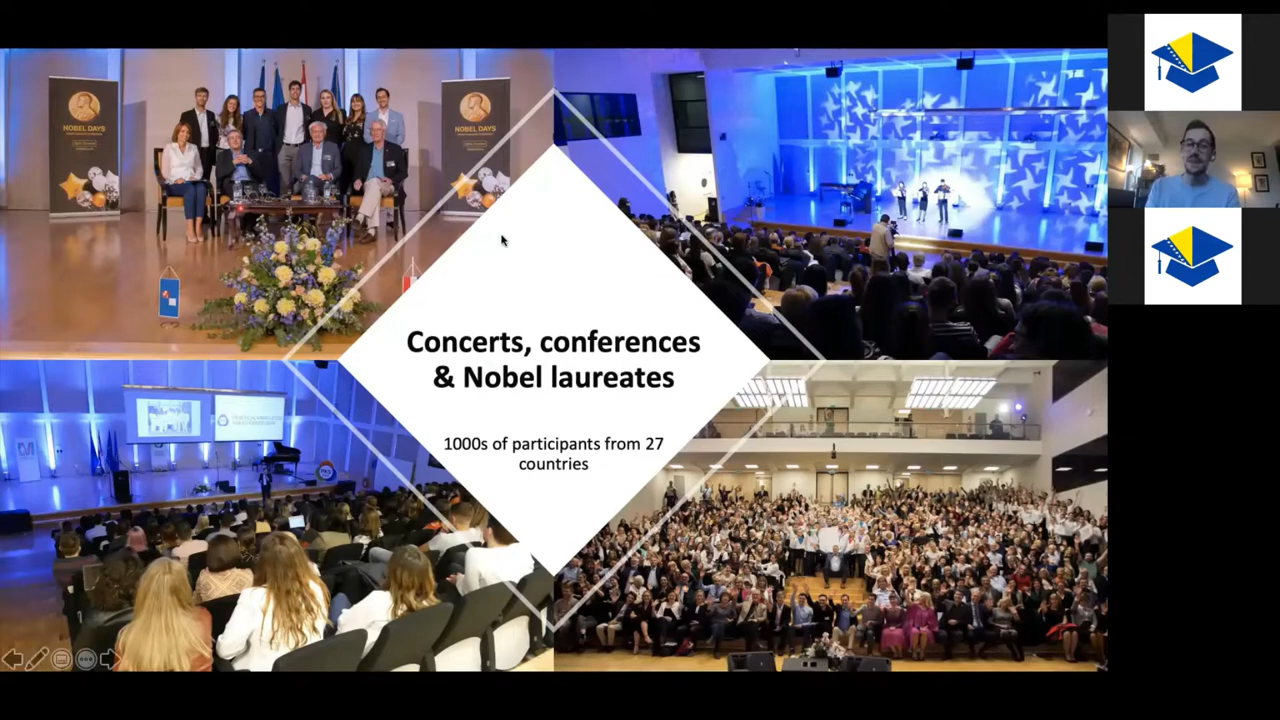 NOBEL DAYS
NOBEL DAYS
Concerts, conferences
& Nobel laureates
1000s of participants from 27
countries